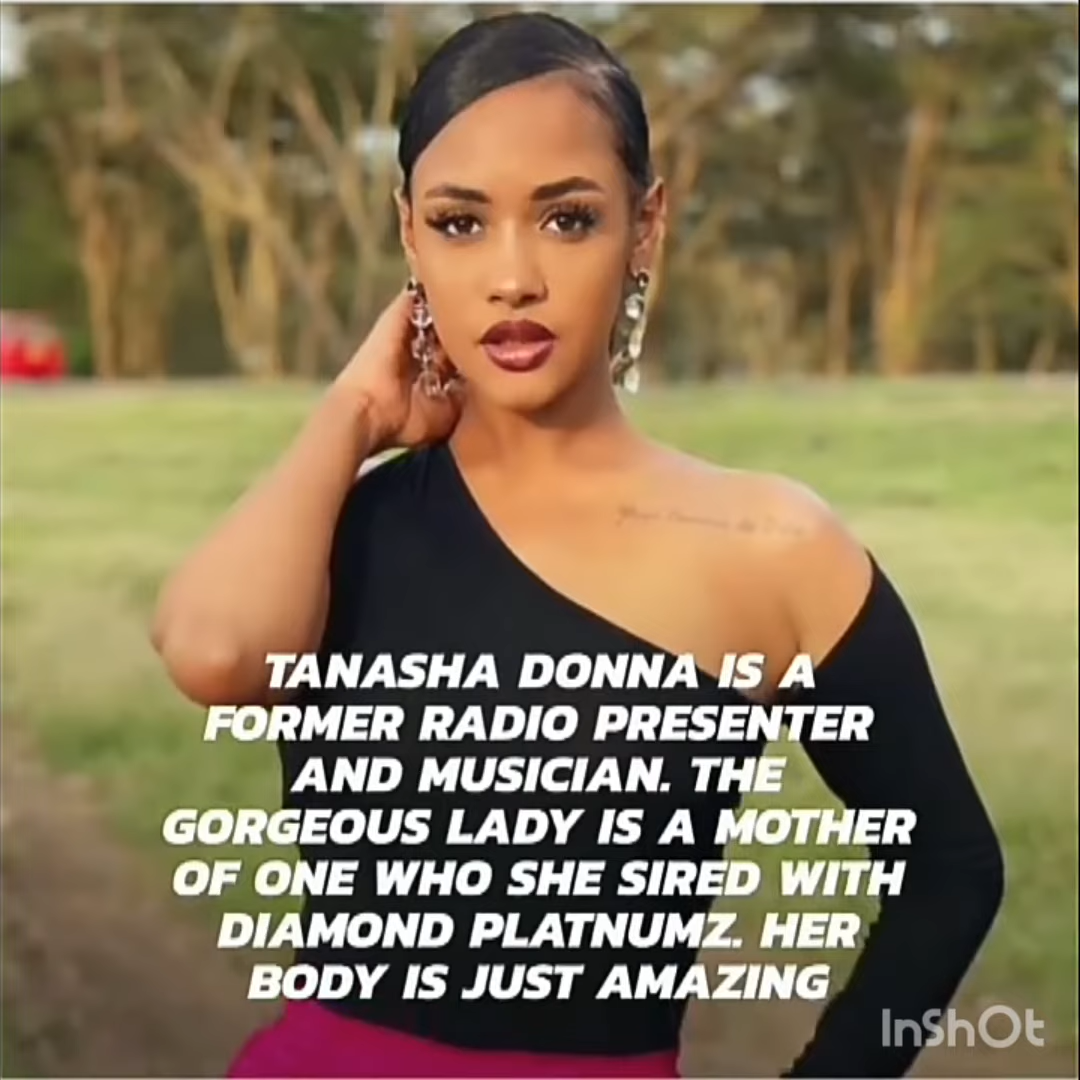 TANASHA DONNA IS A
FORMER RADIO PRESENTER
AND MUSICIAN. THE
GORGEOUS LADY IS A MOTHER
OF ONE WHO SHE SIRED WITH
DIAMOND PLATNUMZ. HER
BODY IS JUST AMAZING
InShOt